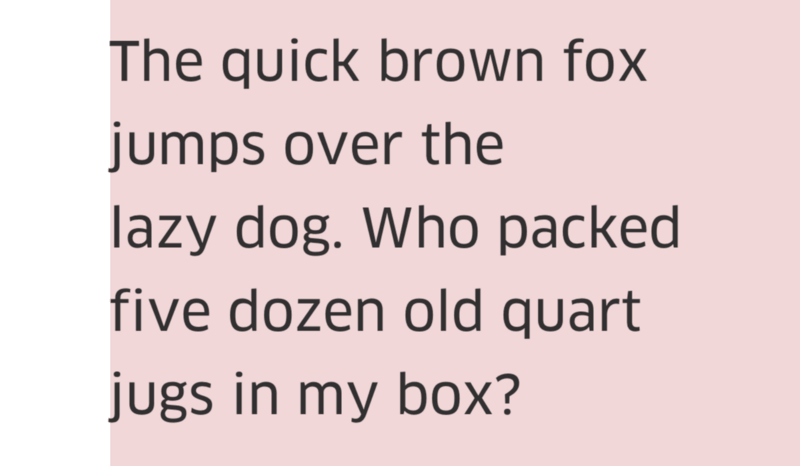 The quick brown fox
jumps over the
lazy dog. Who packed
five dozen old quart
jugs in my box?